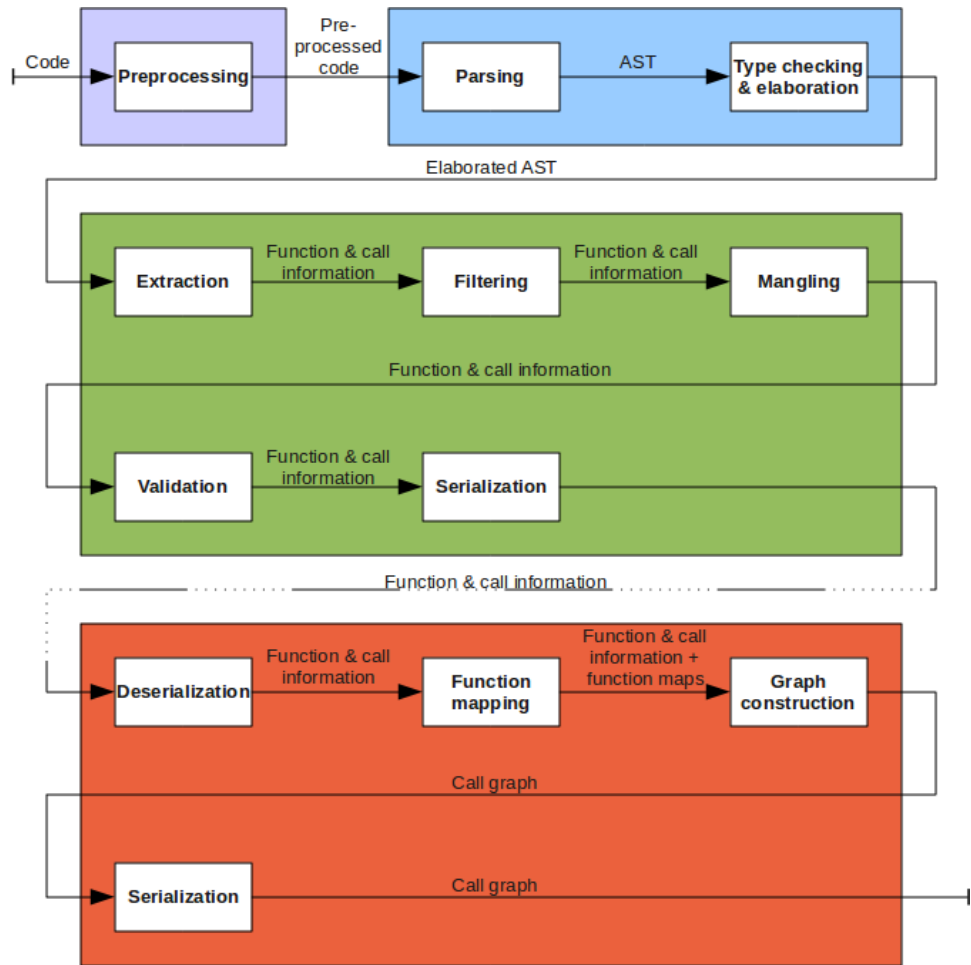 Code
Preprocessing
Pre-
processed
code
Parsing
AST
Type checking
& elaboration
Elaborated AST
Extraction
Function & call
information
Filtering
Function & call
information
Mangling
Function & call information
Validation
Function & call
information
Serialization
Function & call information
Deserialization
Function & call
information
Function
mapping
Function & call
information +
function maps
Graph
construction
Call graph
Serialization
Call graph